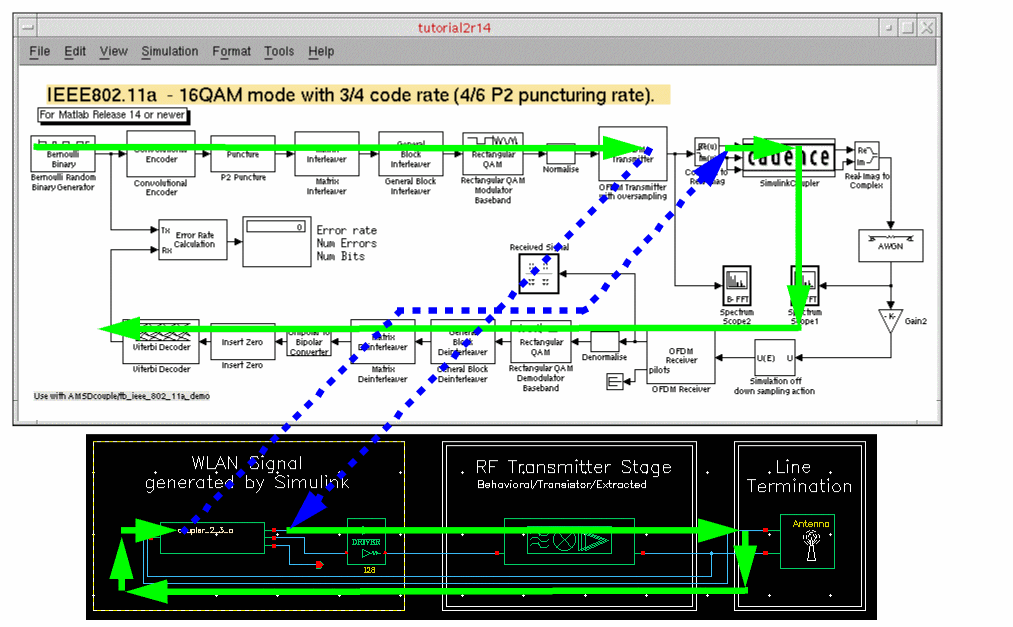 tutorial2r14
File Edit View Simulation Format Tools Help
IEEE802.11a - 16QAM mode with 3/4 code rate (4/6 P2 puncturing rate).
For Matlab Release 14 or newer
Bernoulli
Binary
Bernoulli Random
Binary Generator
Convolutional
Encoder
Convolutional
Encoder
Puncture
P2 Puncture
Matrix
Interleaver
Matrix
Interleaver
General
Block
Interleaver
General Block
Interleaver
Rectangular
QAM
Rectangular QAM
Modulator
Baseband
Normalise
Transmitter
OFDM Transmitter
with oversampling
Re(u)
Im(u)
cadence
SimulinkCoupler
Re
Im
Real-Imag to
Complex
Tx
Rx
Error Rate
Calculation
0
Error rate
Num Errors
Num Bits
Received Signal
AWGN
B-FFT
Spectrum
Scope2
FFT
Spectrum
Scope1
-K-
Gain2
Viterbi Decoder
Viterbi Decoder
Insert Zero
Insert Zero
Unipolar to
Bipolar
Converter
Matrix
Deinterleaver
Matrix
Deinterleaver
General
Block
Deinterleaver
General Block
Deinterleaver
Rectangular
QAM
Rectangular QAM
Demodulator
Baseband
Denormalise
OFDM
Receiver
pilots
OFDM Receiver
U(E) U
Simulation off
down sampling action
Use with AMSDcouple/tb_ieee_802_11a_demo
WLAN Signal
generated by Simulink
RF Transmitter Stage
Behavioral/Transistor/Extracted
Line
Termination
coupler_2_3_o
DRIVER
128
Antenna